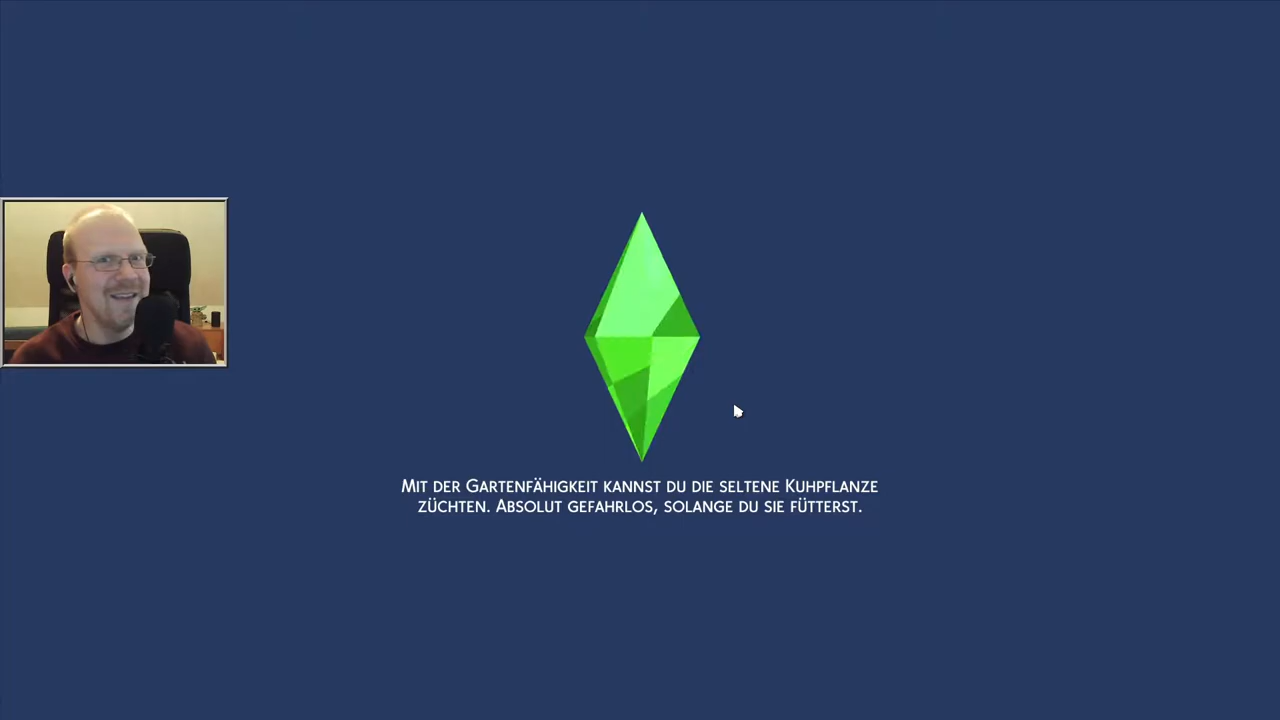 Mit der Gartenfähigkeit kannst du die seltene Kuhpflanze
züchten. Absolut gefahrlos, solange du sie fütterst.